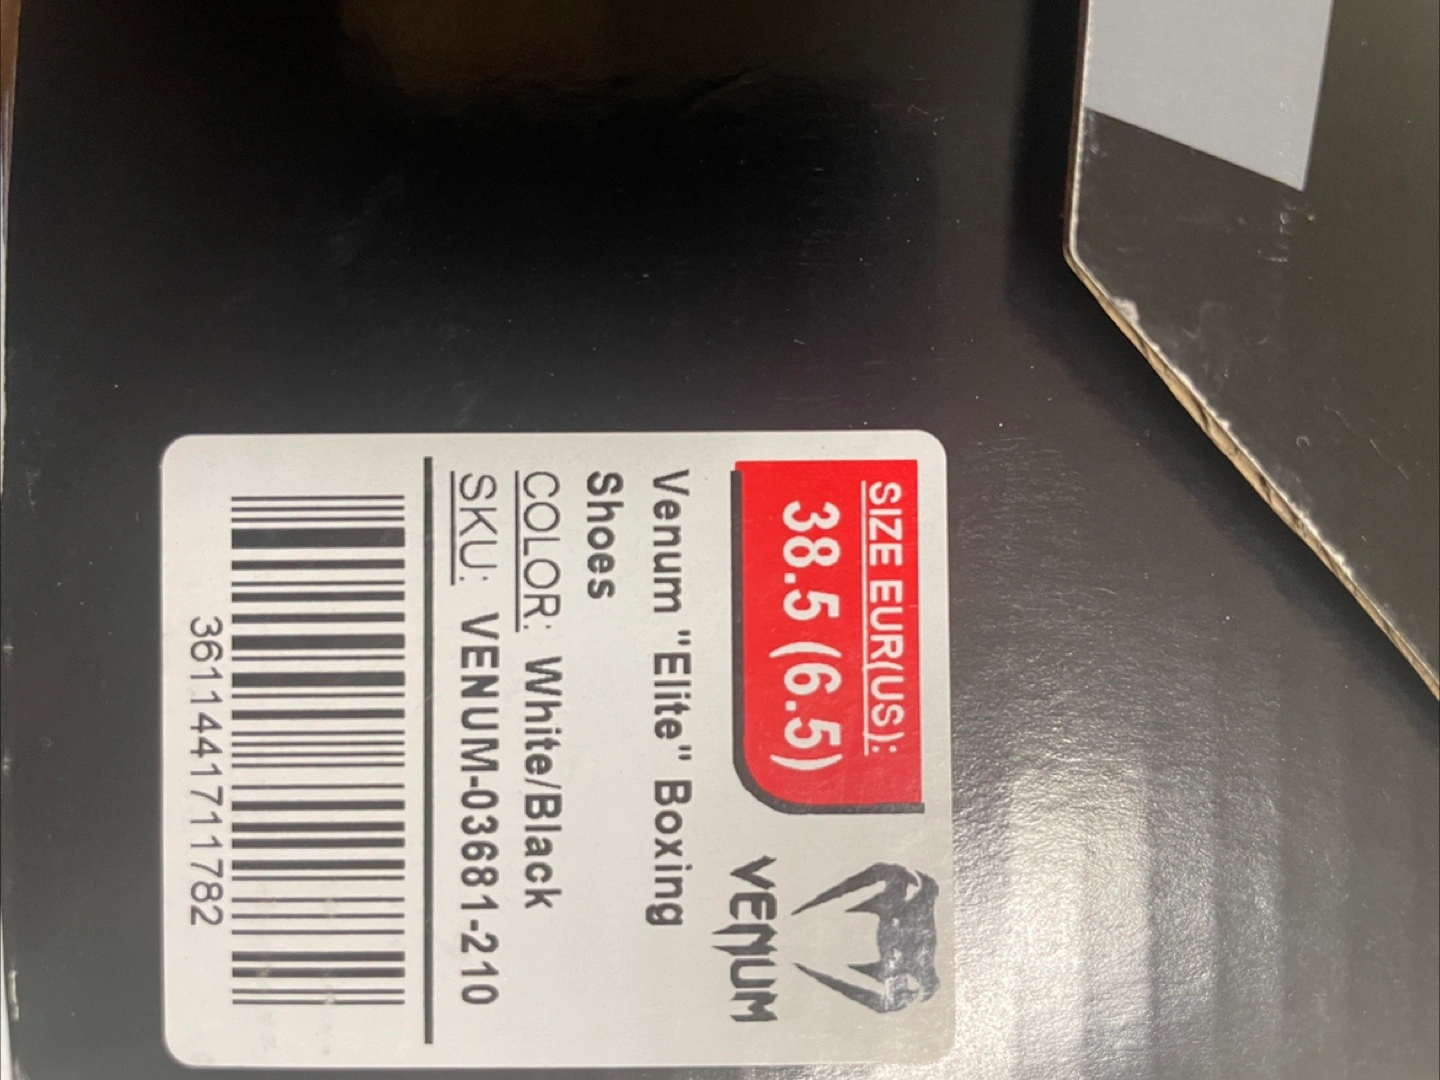 SIZE EUR(US):
38.5 (6.5)
VENUM
Venum "Elite" Boxing
Shoes
COLOR: White/Black
SKU: VENUM-03681-210
3611441711782